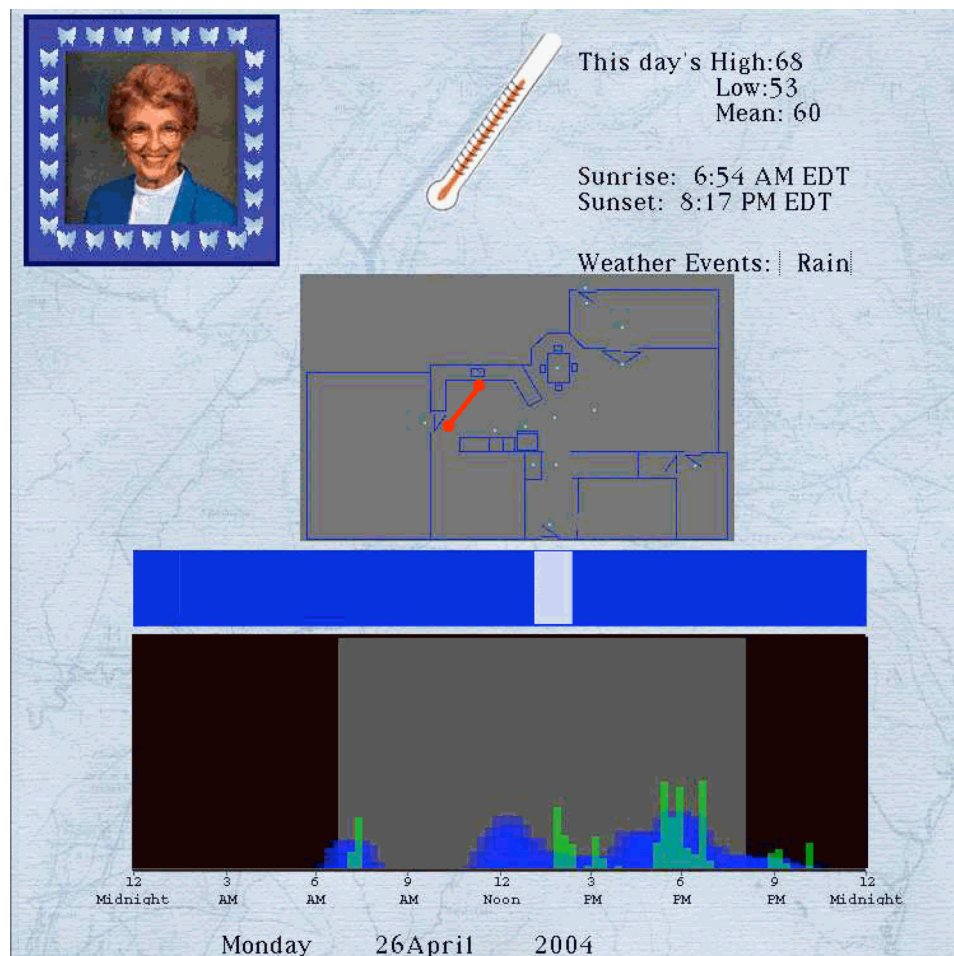 This day's High:68
Low:53
Mean: 60
Sunrise: 6:54 AM EDT
Sunset: 8:17 PM EDT
Weather Events: Rain
12 3 6 9 12 3 6 9 12
Midnight AM AM AM Noon PM PM PM Midnight
Monday 26April 2004